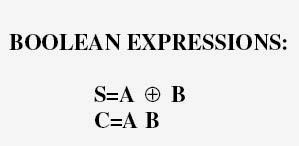 BOOLEAN EXPRESSIONS:
S=A ⊕ B
C=A B